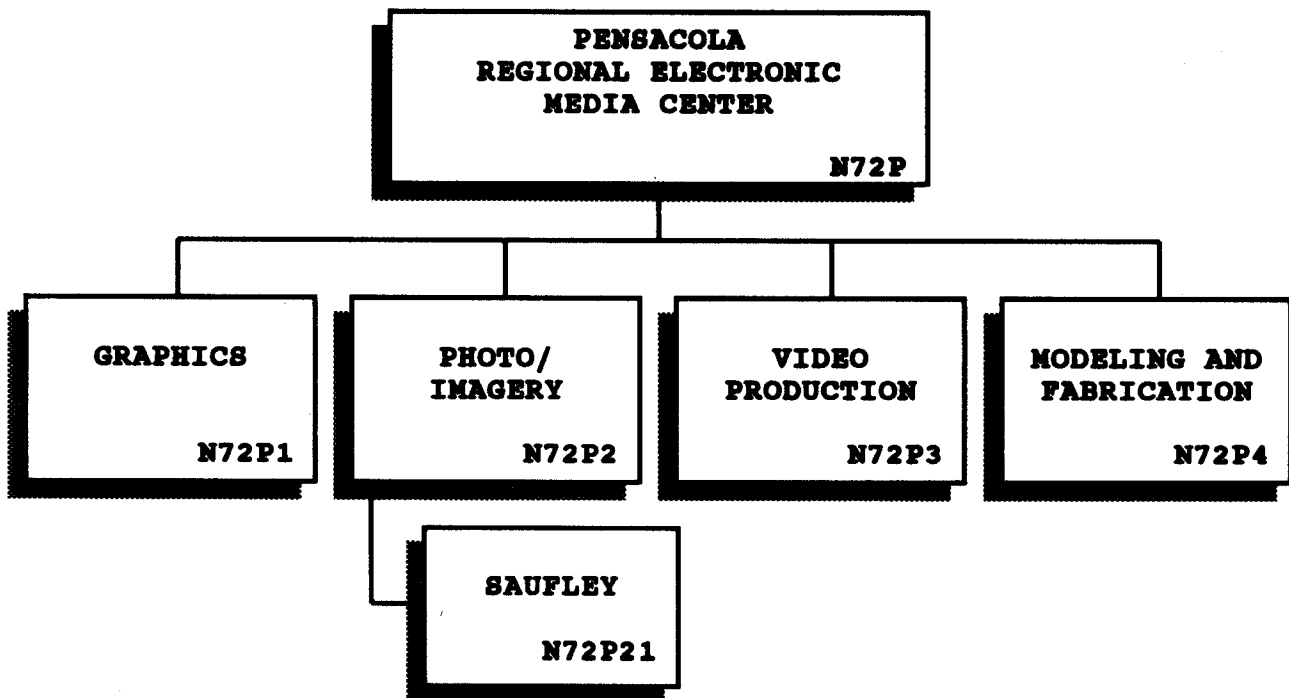 PENSACOLA
REGIONAL ELECTRONIC
MEDIA CENTER
N72P
GRAPHICS
N72P1
PHOTO/
IMAGERY
N72P2
VIDEO
PRODUCTION
N72P3
MODELING AND
FABRICATION
N72P4
SAUFLEY
N72P21